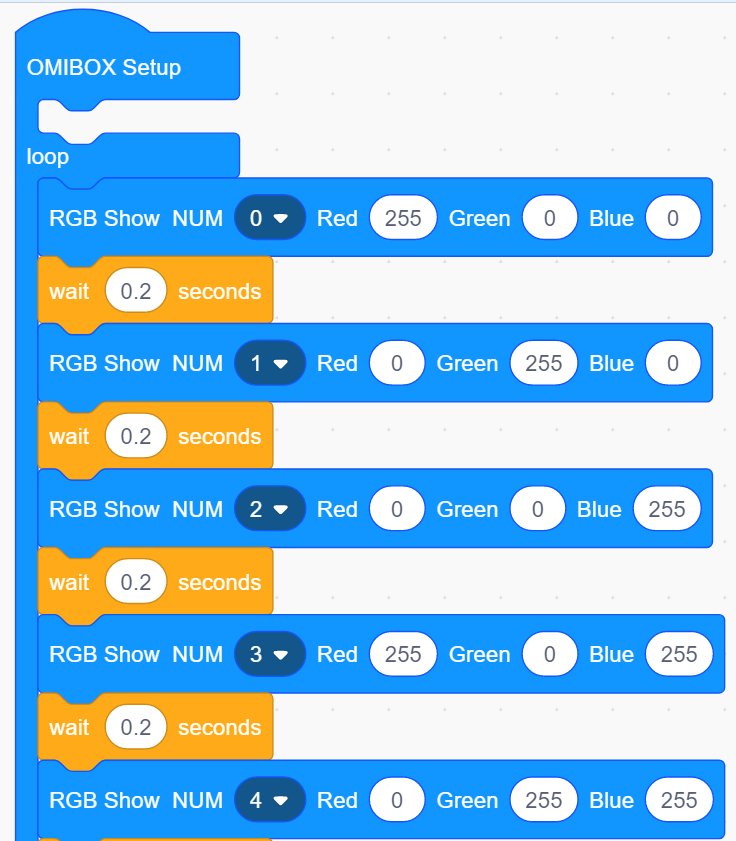 OMIBOX Setup
loop
RGB Show NUM 0 Red 255 Green 0 Blue 0
wait 0.2 seconds
RGB Show NUM 1 Red 0 Green 255 Blue 0
wait 0.2 seconds
RGB Show NUM 2 Red 0 Green 0 Blue 255
wait 0.2 seconds
RGB Show NUM 3 Red 255 Green 0 Blue 255
wait 0.2 seconds
RGB Show NUM 4 Red 0 Green 255 Blue 255